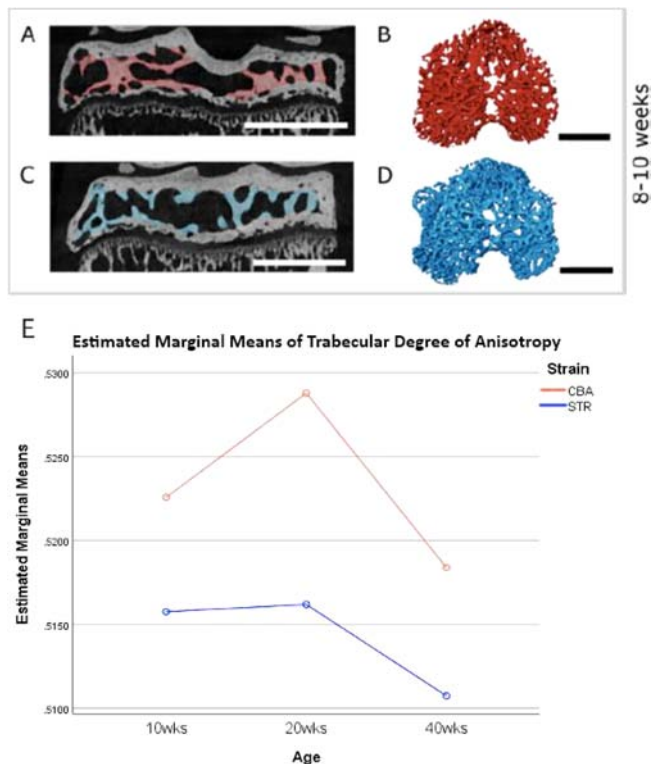 A
B
C
D
8-10 weeks
E
Estimated Marginal Means of Trabecular Degree of Anisotropy
Strain
CBA
STR
Estimated Marginal Means
.5300
.5250
.5200
.5150
.5100
10wks
20wks
40wks
Age